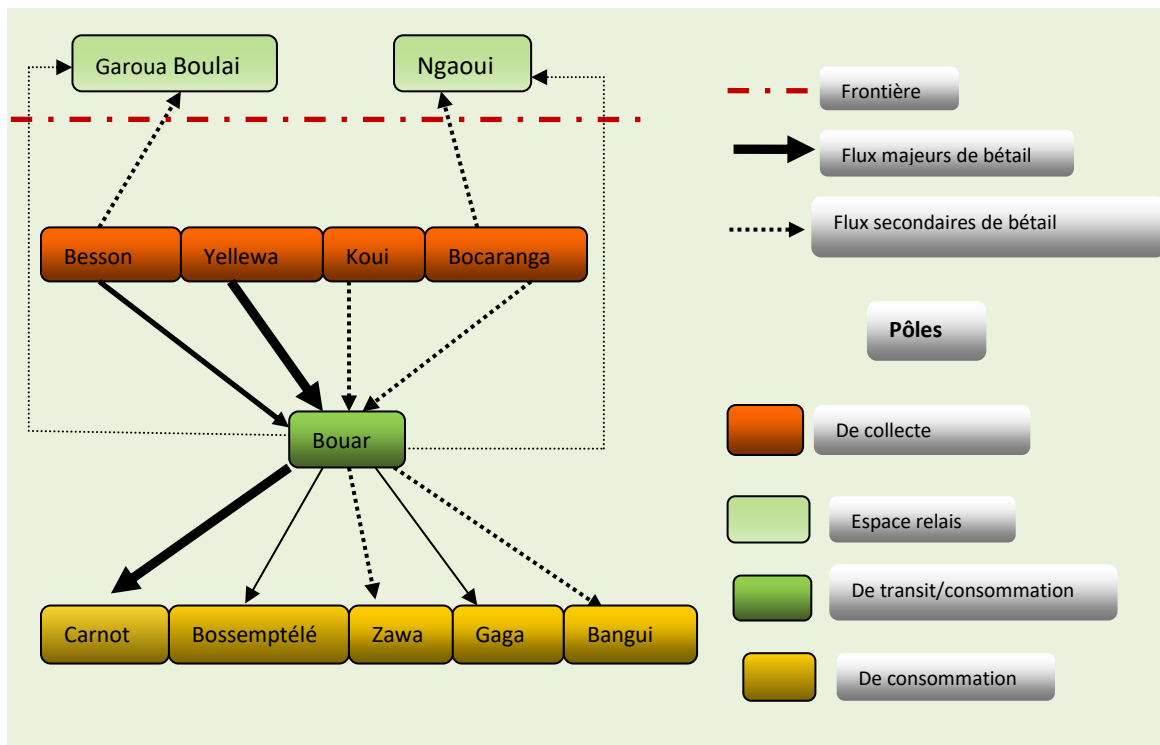 Garoua Boulai
Ngaoui
Besson
Yellewa
Koui
Bocaranga
Bouar
Carnot
Bossemptélé
Zawa
Gaga
Bangui
Frontière
Flux majeurs de bétail
Flux secondaires de bétail
Pôles
De collecte
Espace relais
De transit/consommation
De consommation